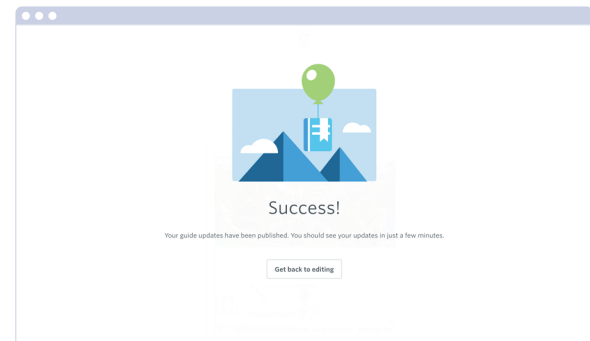 Success!
Your guide updates have been published. You should see your updates in just a few minutes.
Get back to editing